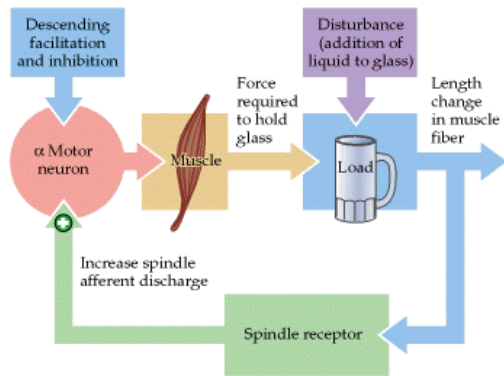 Descending
facilitation
and inhibition
Disturbance
(addition of
liquid to glass)
Force
required
to hold
glass
Length
change
in muscle
fiber
α Motor
neuron
Muscle
Load
+
Increase spindle
afferent discharge
Spindle receptor